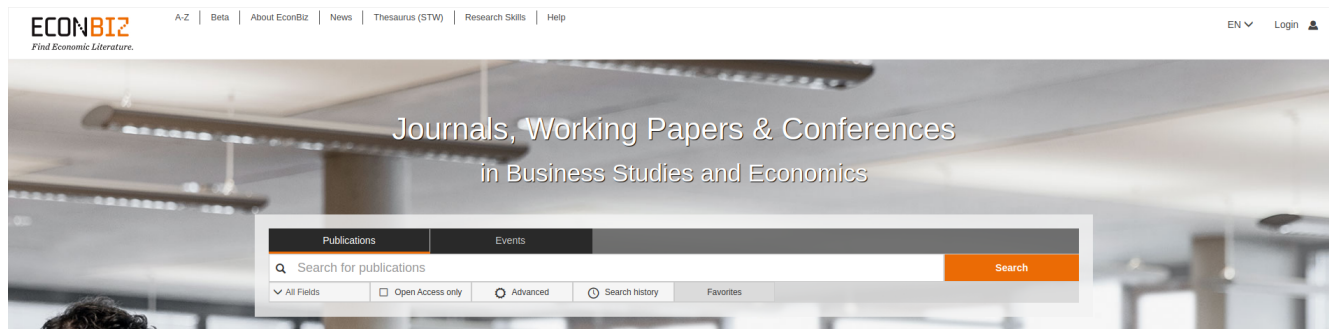 ECONBIZ
Find Economic Literature.
A-Z Beta About EconBiz News Thesaurus (STW) Research Skills Help
EN Login
Journals, Working Papers & Conferences
in Business Studies and Economics
Publications Events
Search for publications Search
All Fields Open Access only Advanced Search history Favorites